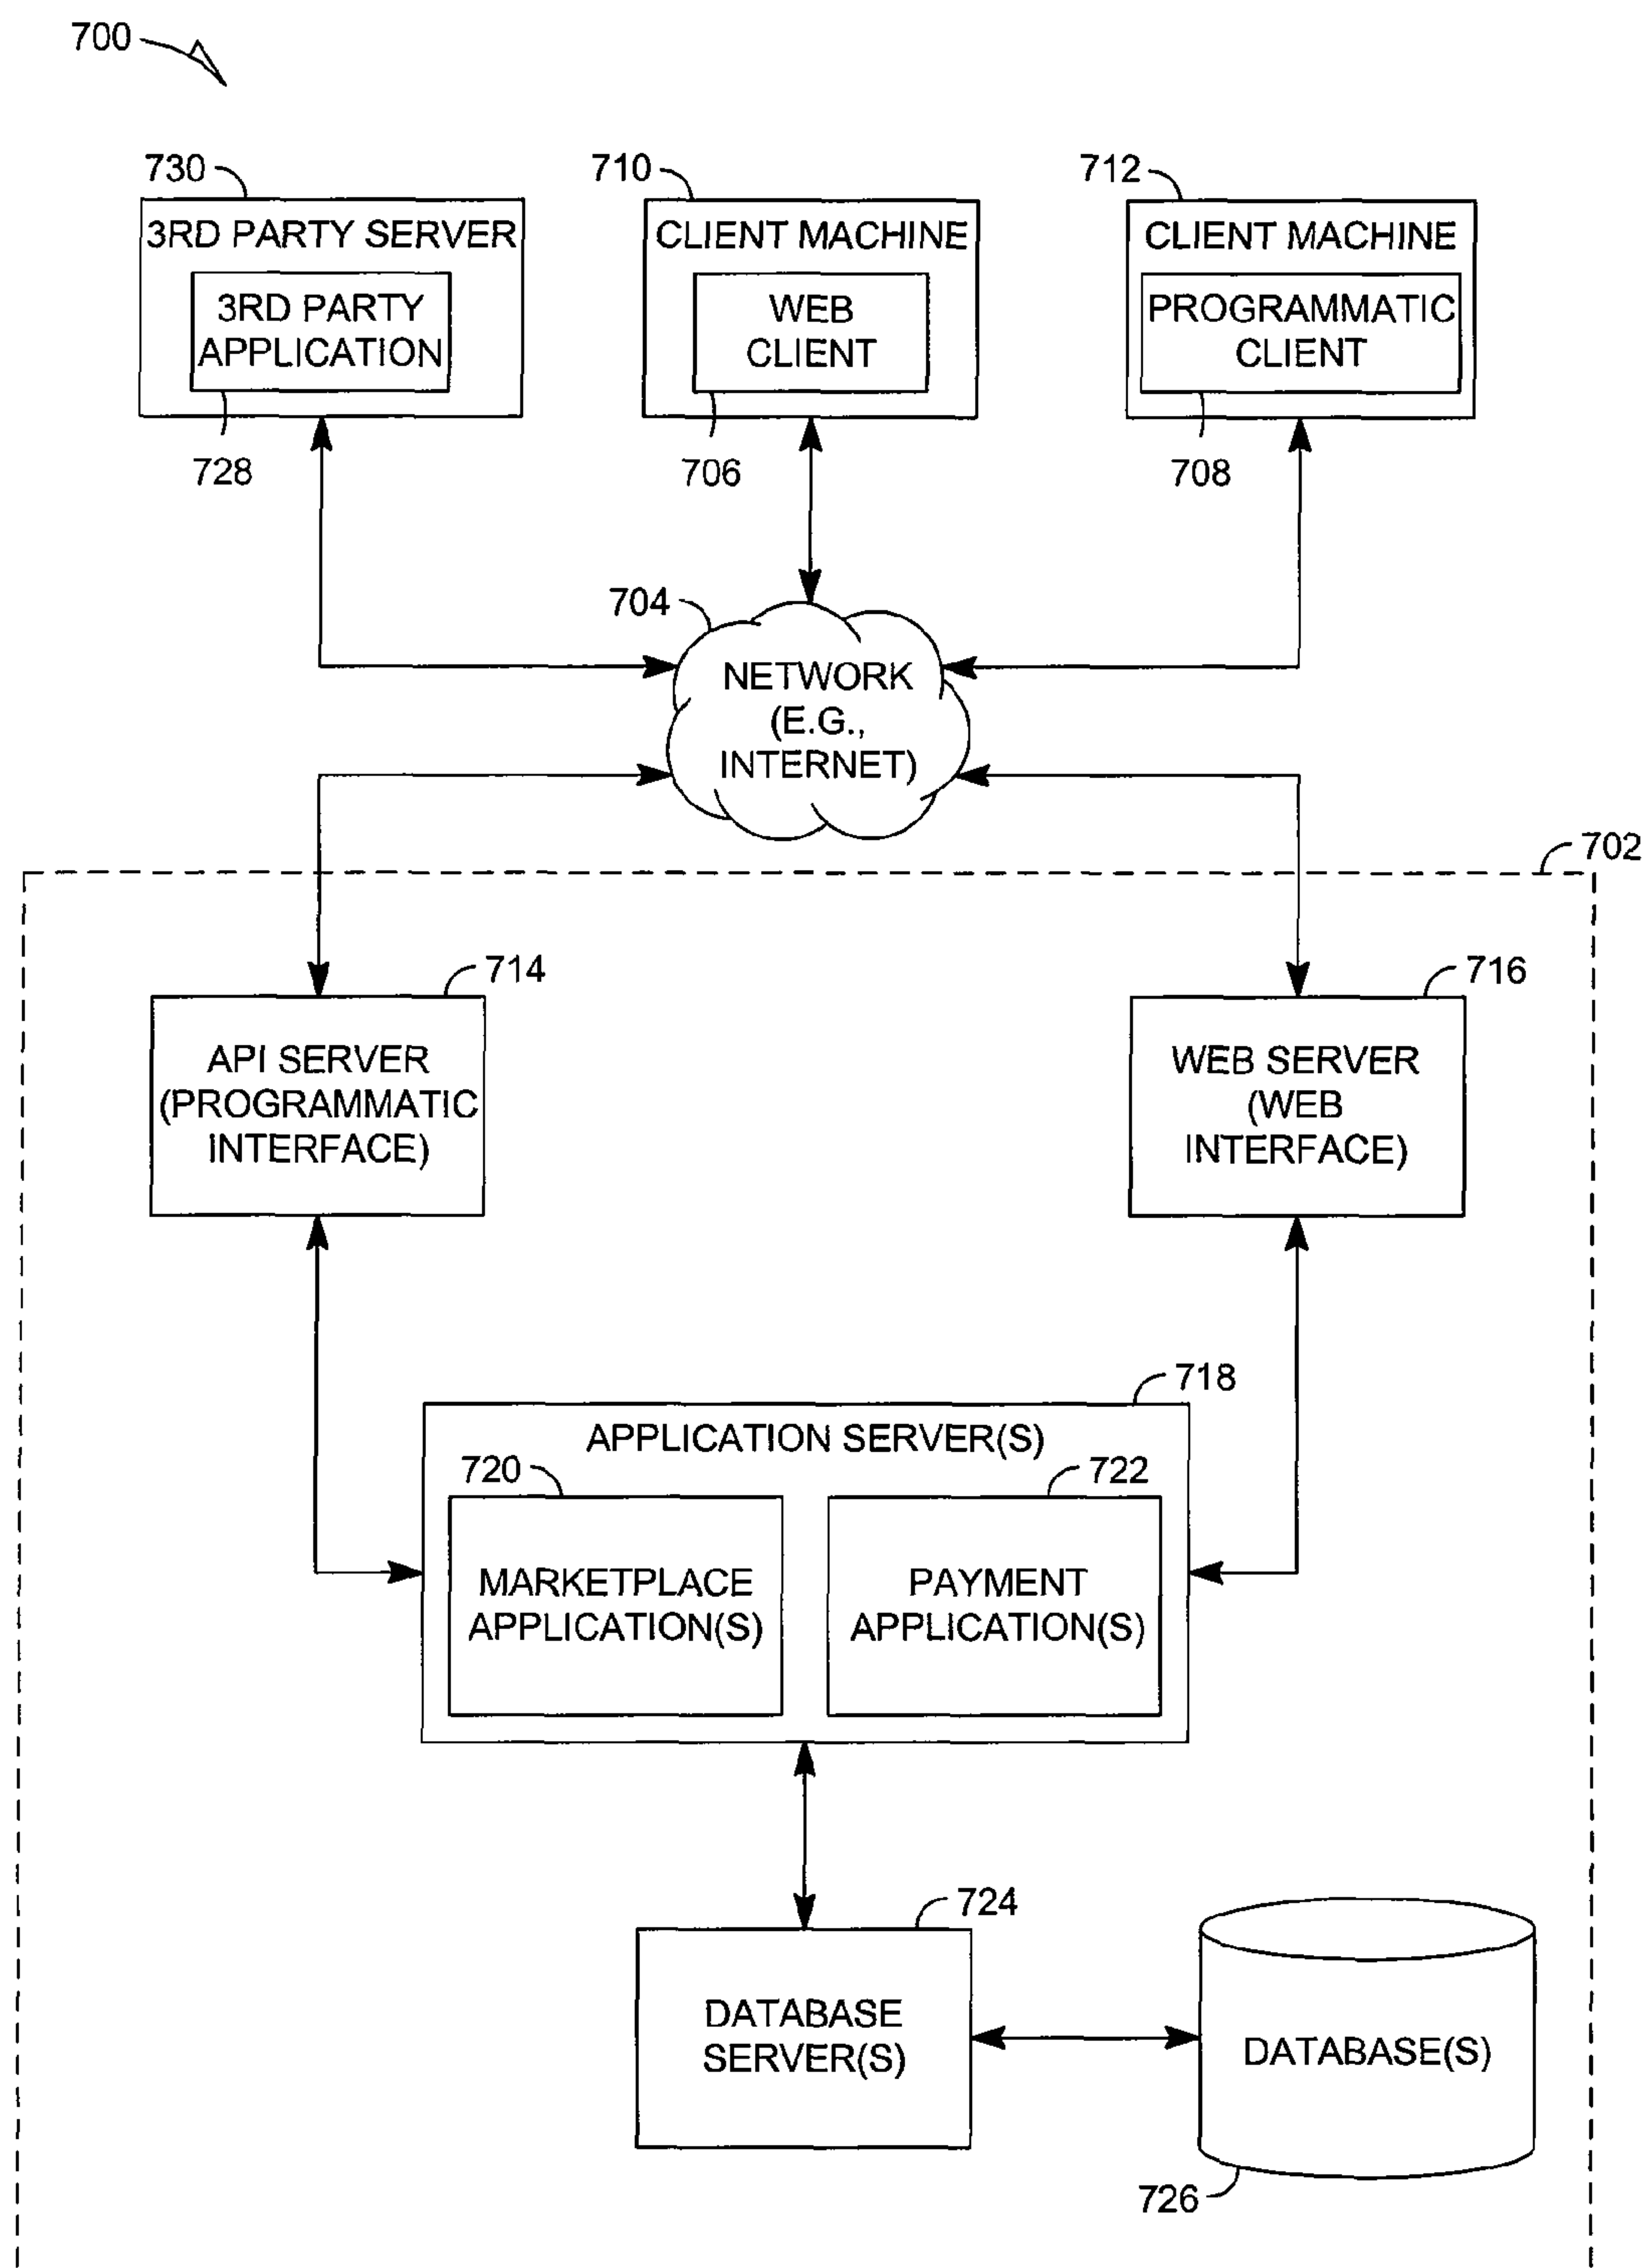 700
730
710
712
3RD PARTY SERVER
3RD PARTY
APPLICATION
728
CLIENT MACHINE
WEB
CLIENT
706
CLIENT MACHINE
PROGRAMMATIC
CLIENT
708
704
NETWORK
(E.G.,
INTERNET)
702
714
API SERVER
(PROGRAMMATIC
INTERFACE)
716
WEB SERVER
(WEB
INTERFACE)
718
APPLICATION SERVER(S)
720
MARKETPLACE
APPLICATION(S)
722
PAYMENT
APPLICATION(S)
724
DATABASE
SERVER(S)
DATABASE(S)
726